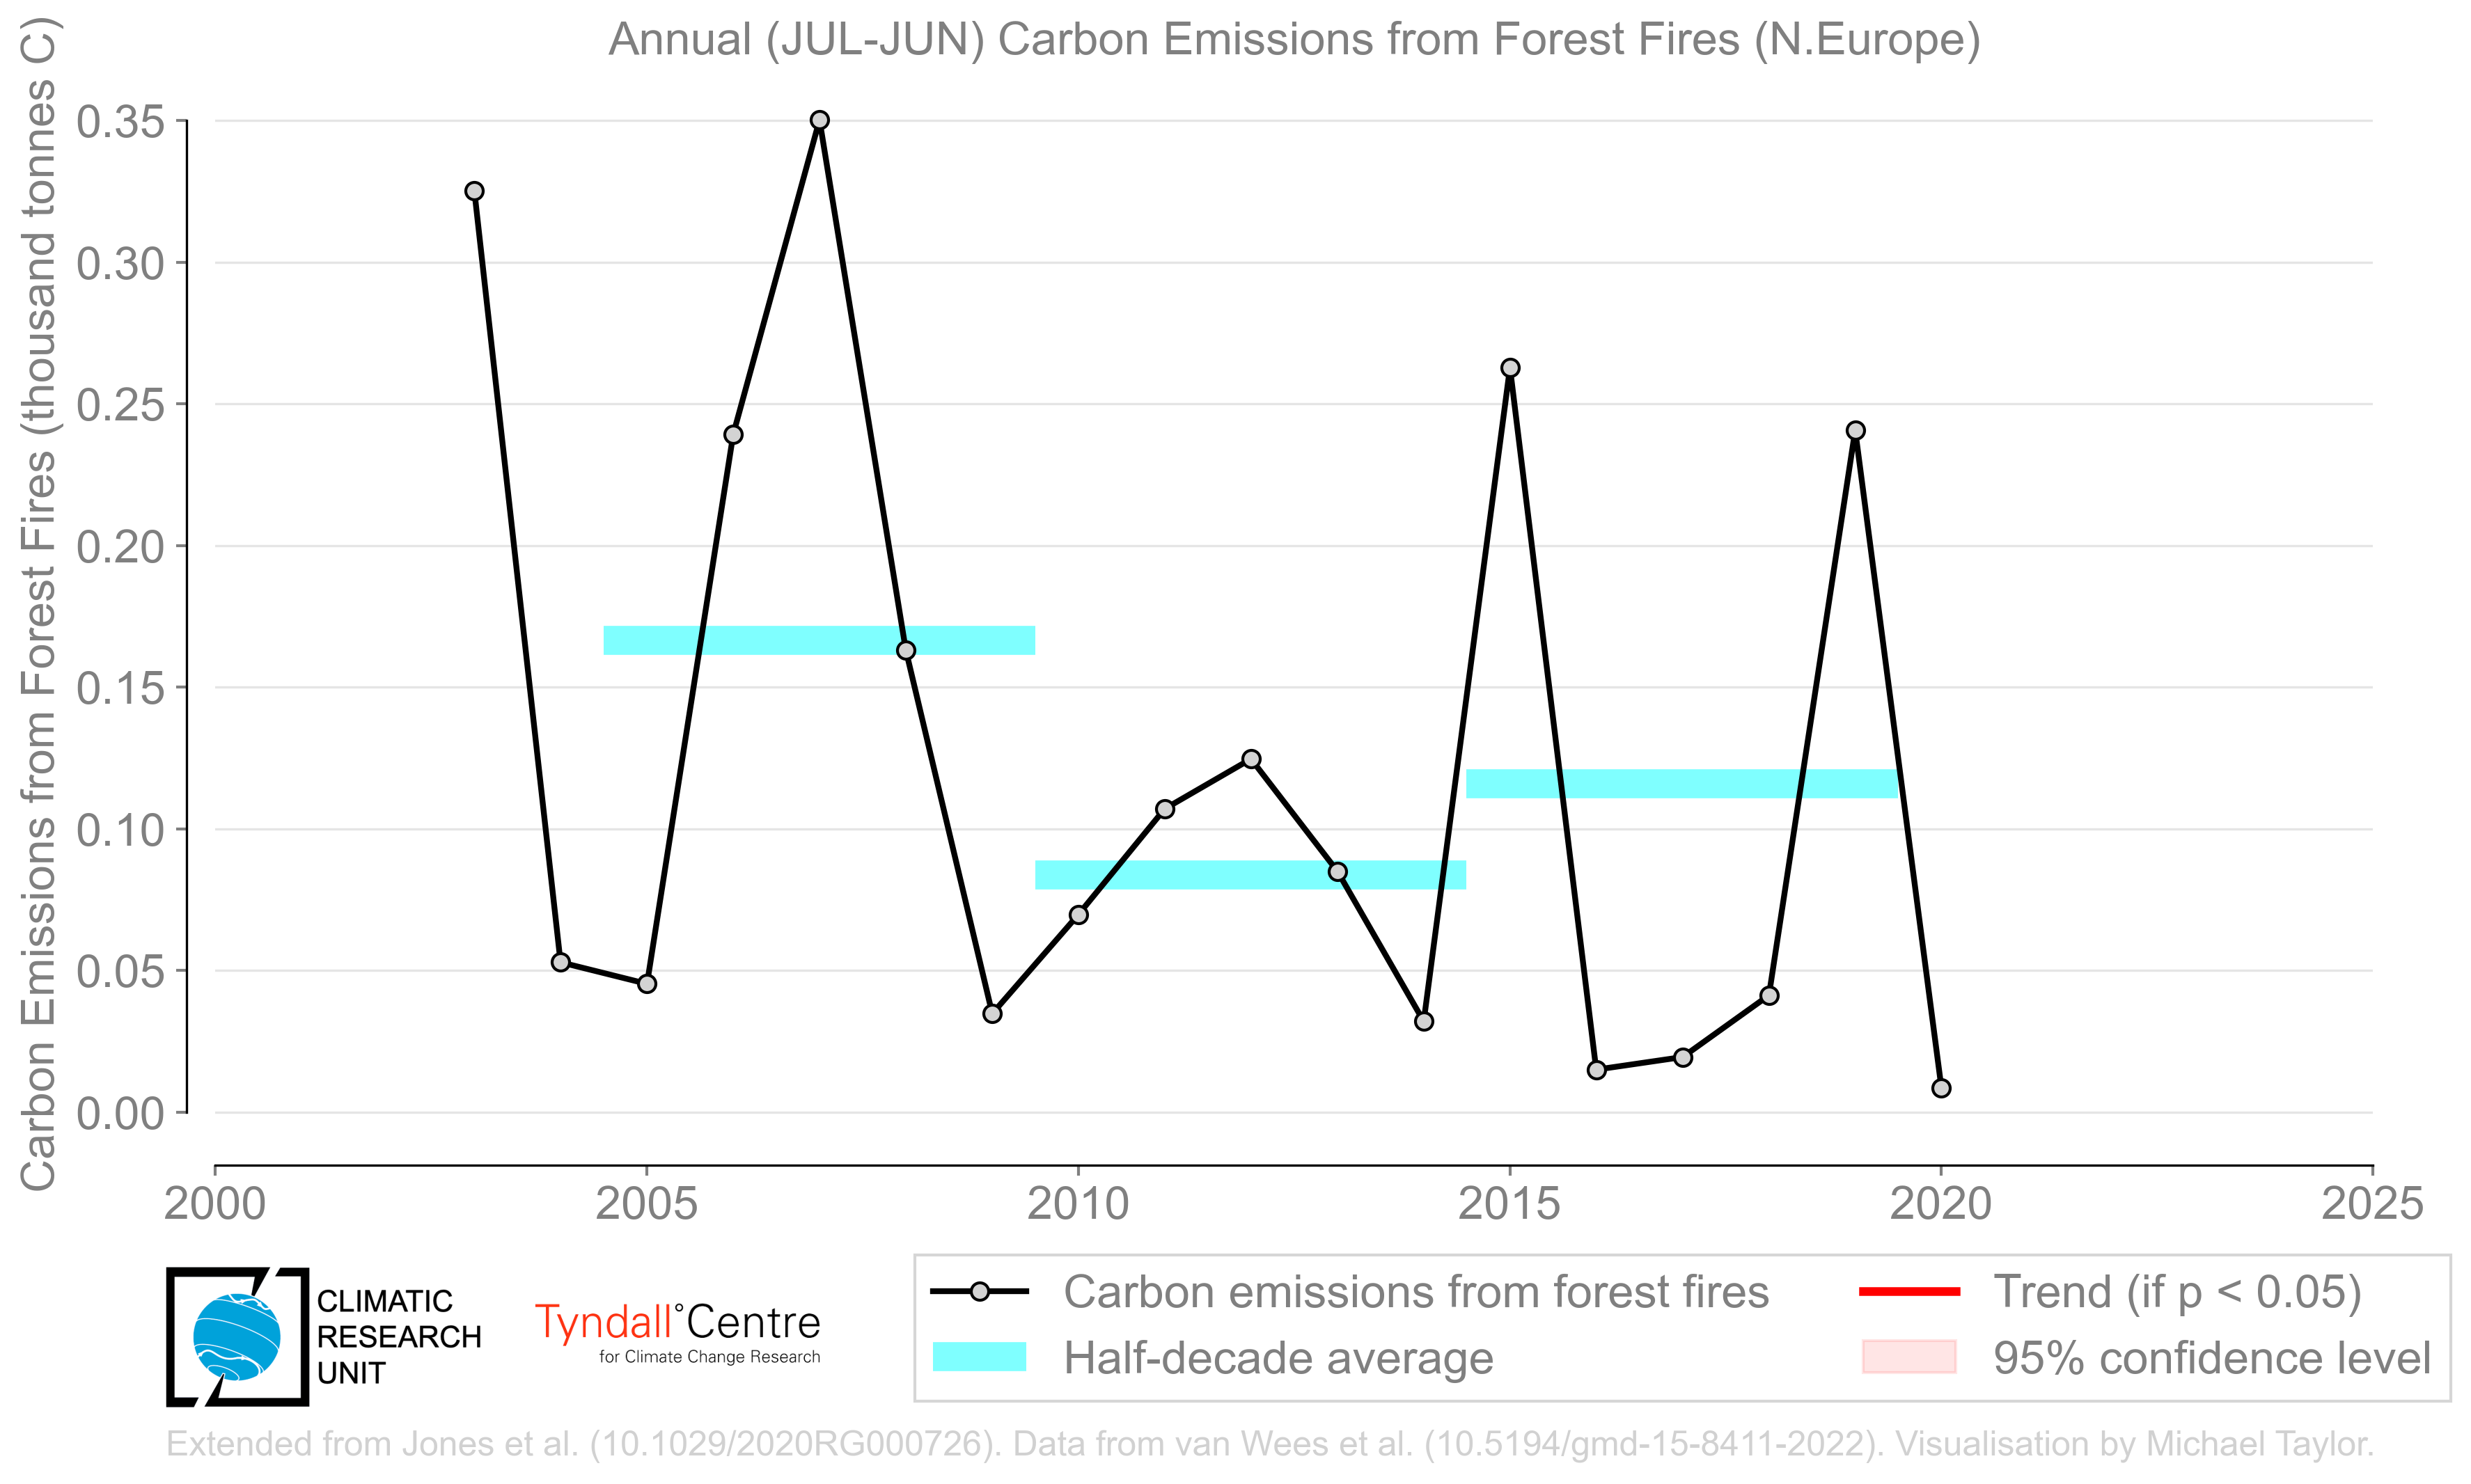 Annual (JUL-JUN) Carbon Emissions from Forest Fires (N.Europe)
Carbon Emissions from Forest Fires (thousand tonnes C)
0.35
0.30
0.25
0.20
0.15
0.10
0.05
0.00
2000 2005 2010 2015 2020 2025
CLIMATIC
RESEARCH
UNIT
Tyndall°Centre
for Climate Change Research
Carbon emissions from forest fires
Half-decade average
Trend (if p < 0.05)
95% confidence level
Extended from Jones et al. (10.1029/2020RG000726). Data from van Wees et al. (10.5194/gmd-15-8411-2022). Visualisation by Michael Taylor.